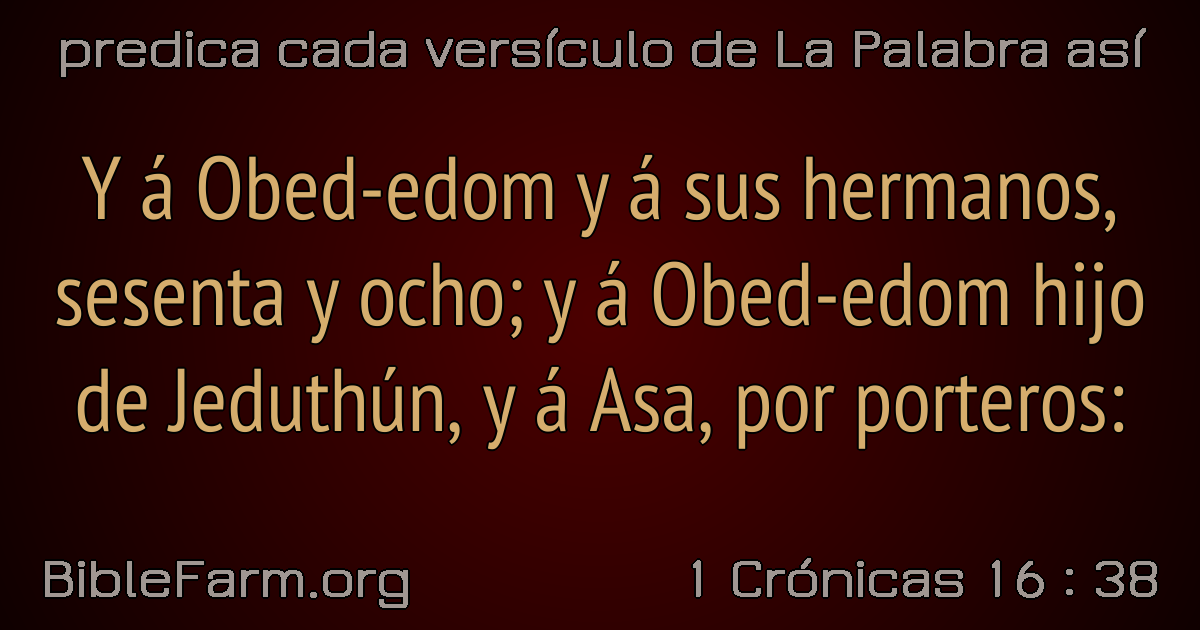 predica cada versículo de La Palabra así
Y á Obed-edom y á sus hermanos,
sesenta y ocho; y á Obed-edom hijo
de Jeduthún, y á Asa, por porteros:
BibleFarm.org
1 Crónicas 16 : 38